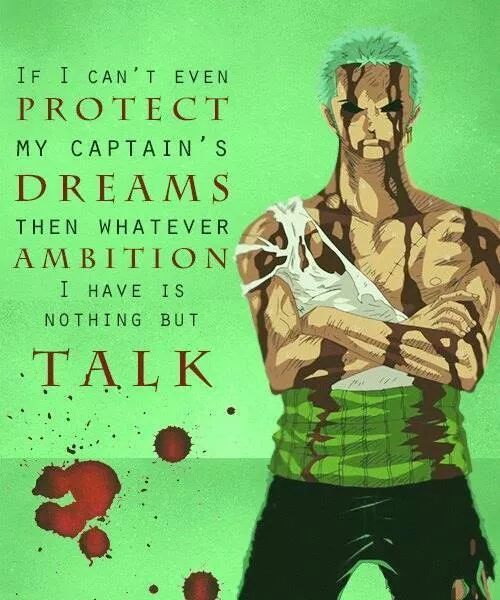 If I can't even
PROTECT
my captain's
DREAMS
then whatever
AMBITION
I have is
nothing but
TALK